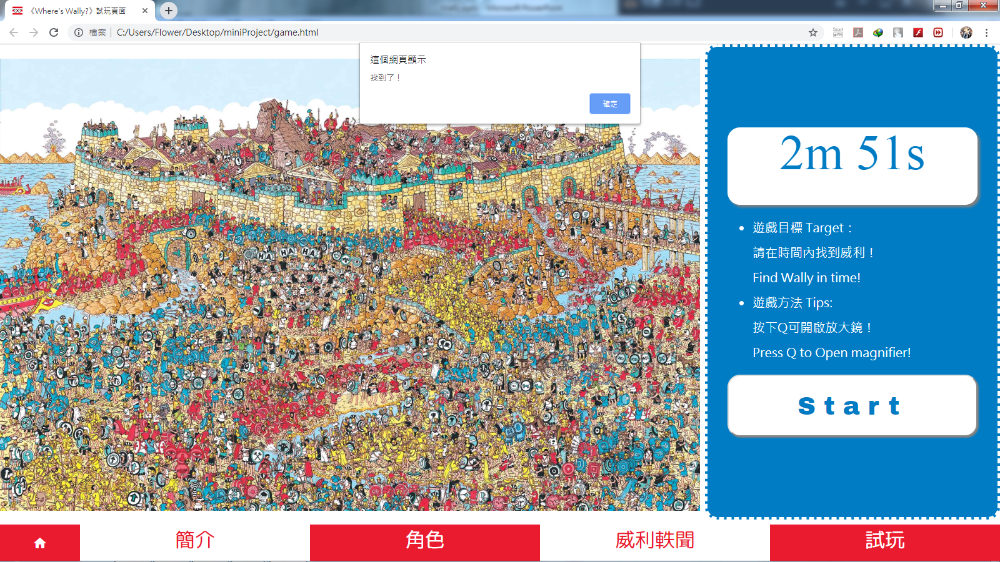 《Where's Wally?》試玩頁面
檔案
C:/Users/Flower/Desktop/miniProject/game.html
這個網頁顯示
找到了！
確定
HA HA HA
2m 51s
遊戲目標 Target：
請在時間內找到威利！
Find Wally in time!
遊戲方法 Tips:
按下Q可開啟放大鏡！
Press Q to Open magnifier!
Start
簡介
角色
威利軼聞
試玩